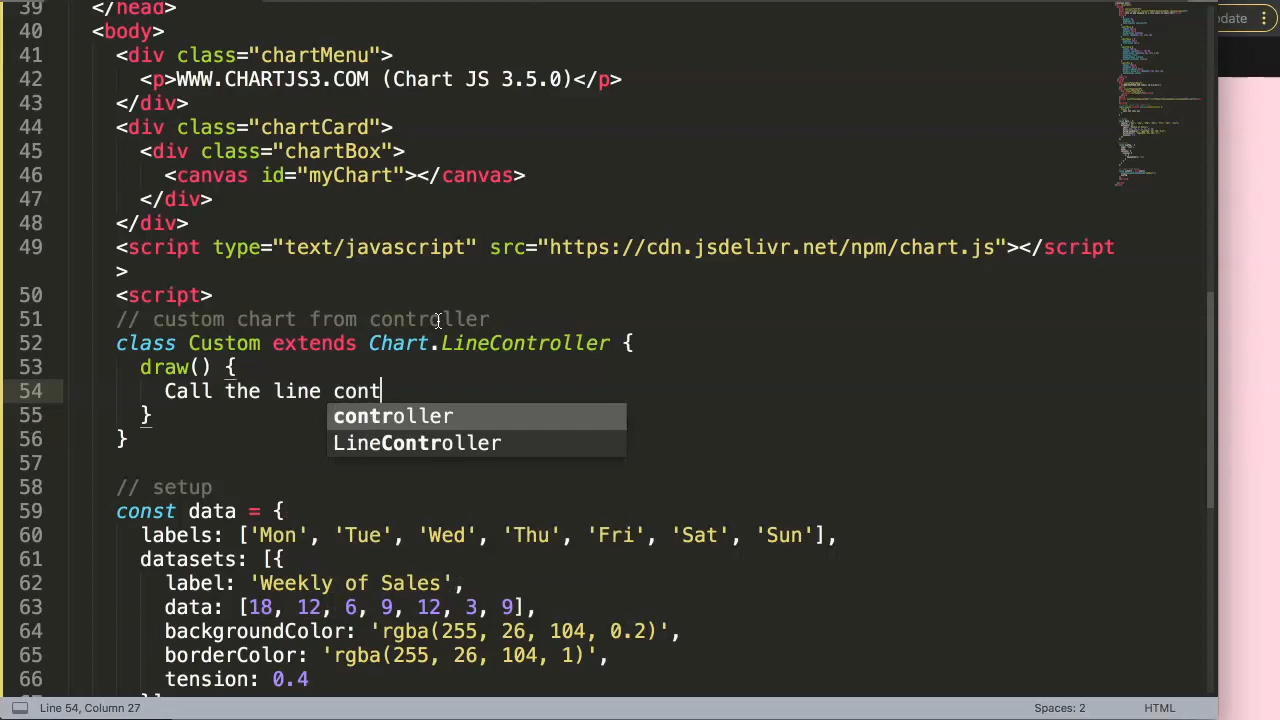 39 </head>
40 <body>
41 <div class="chartMenu">
42 <p>WWW.CHARTJS3.COM (Chart JS 3.5.0)</p>
43 </div>
44 <div class="chartCard">
45 <div class="chartBox">
46 <canvas id="myChart"></canvas>
47 </div>
48 </div>
49 <script type="text/javascript" src="https://cdn.jsdelivr.net/npm/chart.js"></script
>
50 <script>
51 // custom chart from controller
52 class Custom extends Chart.LineController {
53 draw() {
54 Call the line cont
controller
55 }
LineController
56 }
57
58 // setup
59 const data = {
60 labels: ['Mon', 'Tue', 'Wed', 'Thu', 'Fri', 'Sat', 'Sun'],
61 datasets: [{
62 label: 'Weekly of Sales',
63 data: [18, 12, 6, 9, 12, 3, 9],
64 backgroundColor: 'rgba(255, 26, 104, 0.2)',
65 borderColor: 'rgba(255, 26, 104, 1)',
66 tension: 0.4
Line 54, Column 27
Spaces: 2
HTML